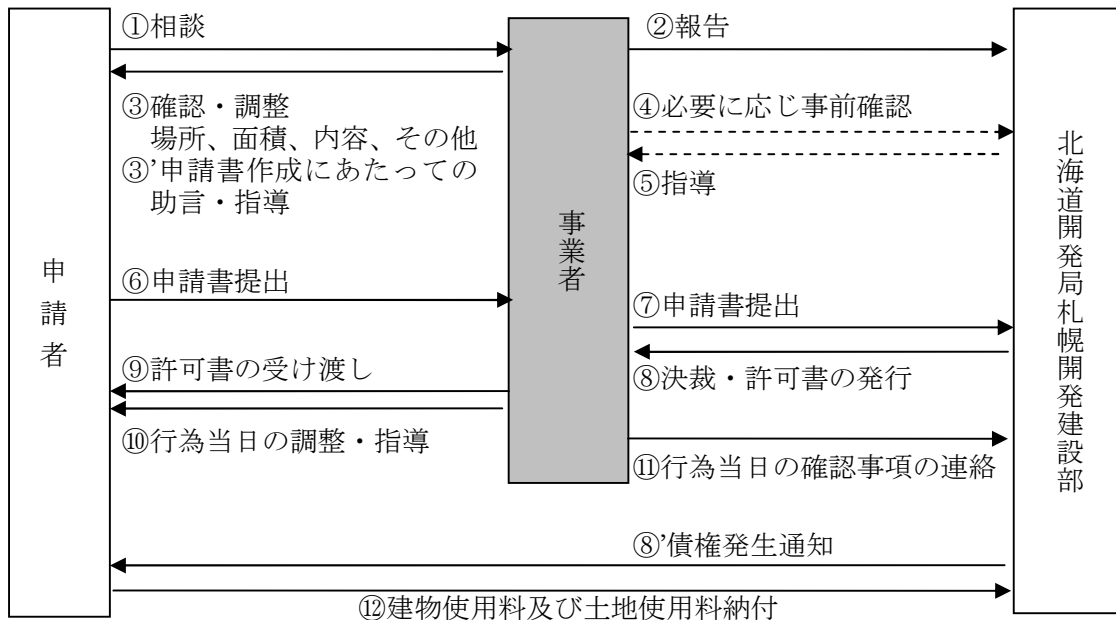 ①相談
②報告
③確認・調整
場所、面積、内容、その他
③’申請書作成にあたっての
助言・指導
④必要に応じ事前確認
⑤指導
申請者
事業者
北海道開発局札幌開発建設部
⑥申請書提出
⑦申請書提出
⑨許可書の受け渡し
⑧決裁・許可書の発行
⑩行為当日の調整・指導
⑪行為当日の確認事項の連絡
⑧’債権発生通知
⑫建物使用料及び土地使用料納付